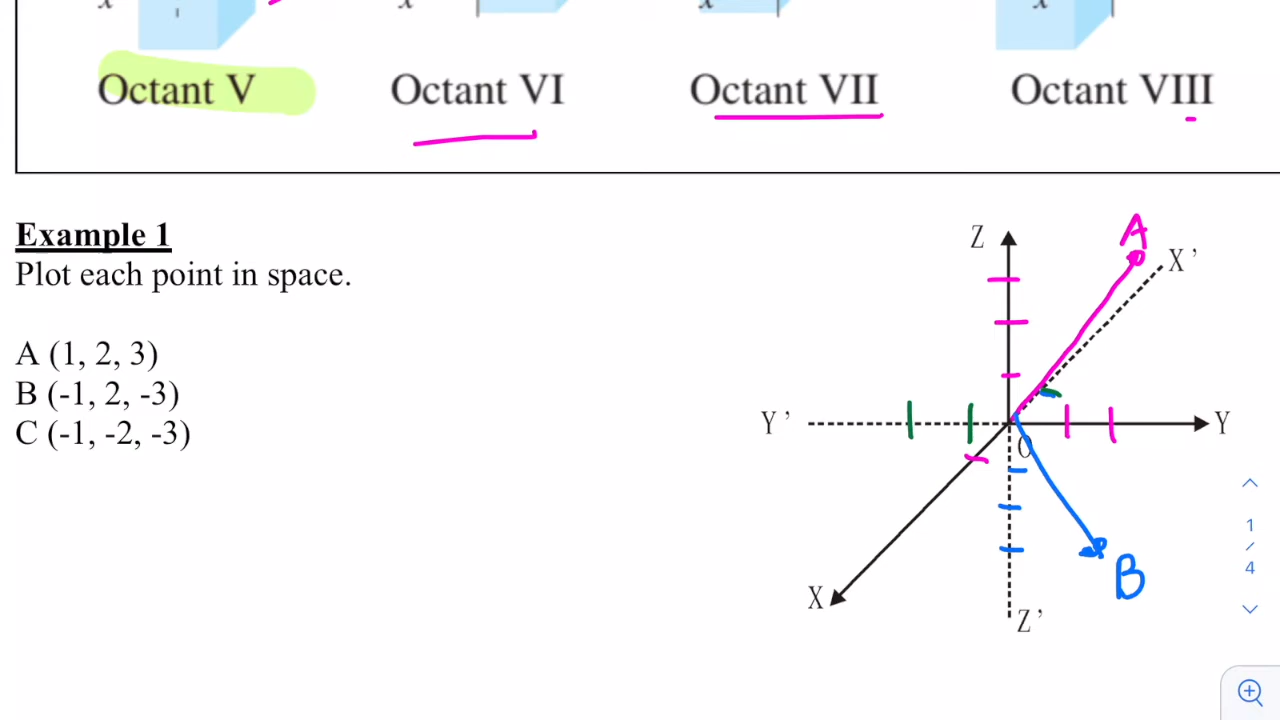 x x x x
Octant V Octant VI Octant VII Octant VIII
Example 1
Plot each point in space.
A (1, 2, 3)
B (-1, 2, -3)
C (-1, -2, -3)
Z A X'
Y' Y
O
X B
Z'
1
/
4